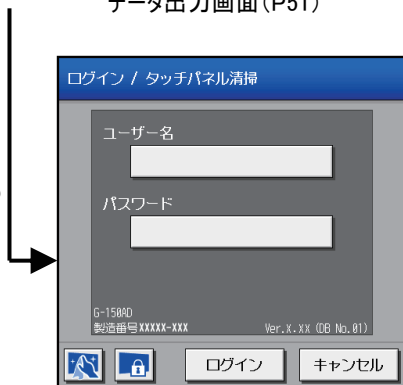 データ出力画面(P51)
ログイン / タッチパネル清掃
ユーザー名
パスワード
G-150AD
製造番号XXXXX-XXX Ver.X.XX (DB No.01)
ログイン キャンセル